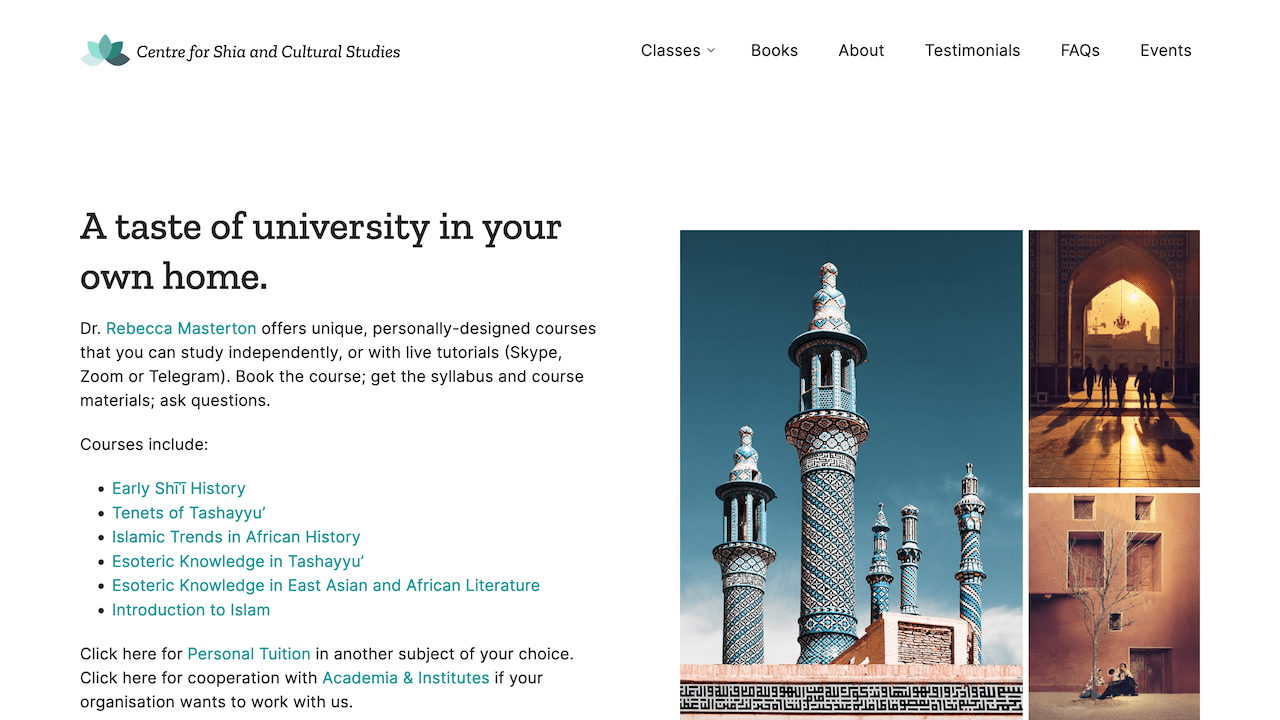 Centre for Shia and Cultural Studies
Classes
Books
About
Testimonials
FAQs
Events
A taste of university in your
own home.
Dr. Rebecca Masterton offers unique, personally-designed courses
that you can study independently, or with live tutorials (Skype,
Zoom or Telegram). Book the course; get the syllabus and course
materials; ask questions.
Courses include:
Early Shīʿī History
Tenets of Tashayyu’
Islamic Trends in African History
Esoteric Knowledge in Tashayyu’
Esoteric Knowledge in East Asian and African Literature
Introduction to Islam
Click here for Personal Tuition in another subject of your choice.
Click here for cooperation with Academia & Institutes if your
organisation wants to work with us.